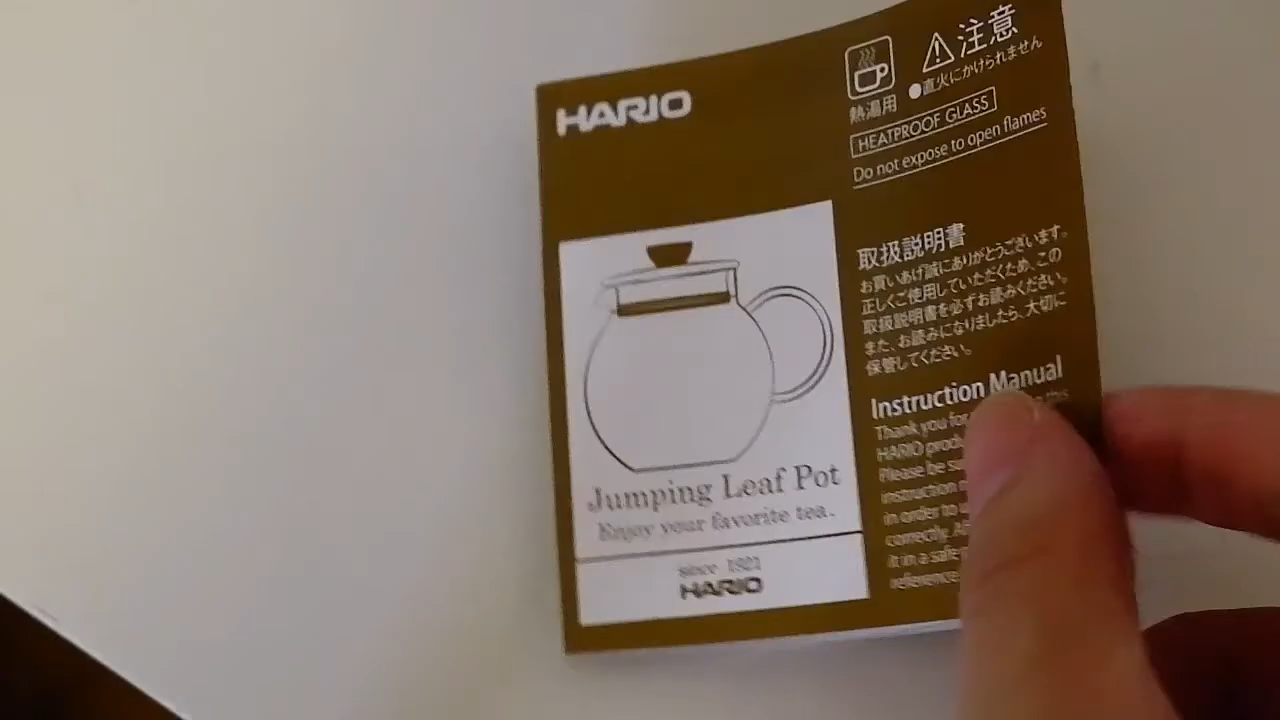 HARIO
注意
●直火にかけられません
熱湯用
HEATPROOF GLASS
Do not expose to open flames
取扱説明書
お買いあげ誠にありがとうございます。
正しくご使用していただくため、この
取扱説明書を必ずお読みください。
また、お読みになりましたら、大切に
保管してください。
Instruction Manual
Thank you for this
HARIO
Please be
instruction
in order to
correctly.
it in a safe
reference
Jumping Leaf Pot
Enjoy your favorite tea.
since 1921
HARIO